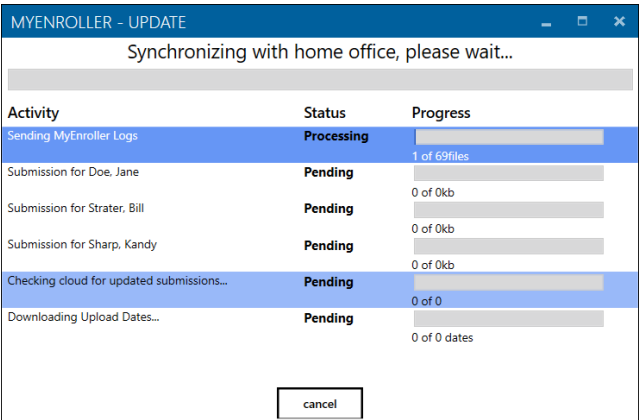 MYENROLLER - UPDATE
Synchronizing with home office, please wait...
Activity Status Progress
Sending MyEnroller Logs Processing
1 of 69files
Submission for Doe, Jane Pending
0 of 0kb
Submission for Strater, Bill Pending
0 of 0kb
Submission for Sharp, Kandy Pending
0 of 0kb
Checking cloud for updated submissions... Pending
0 of 0
Downloading Upload Dates... Pending
0 of 0 dates
cancel